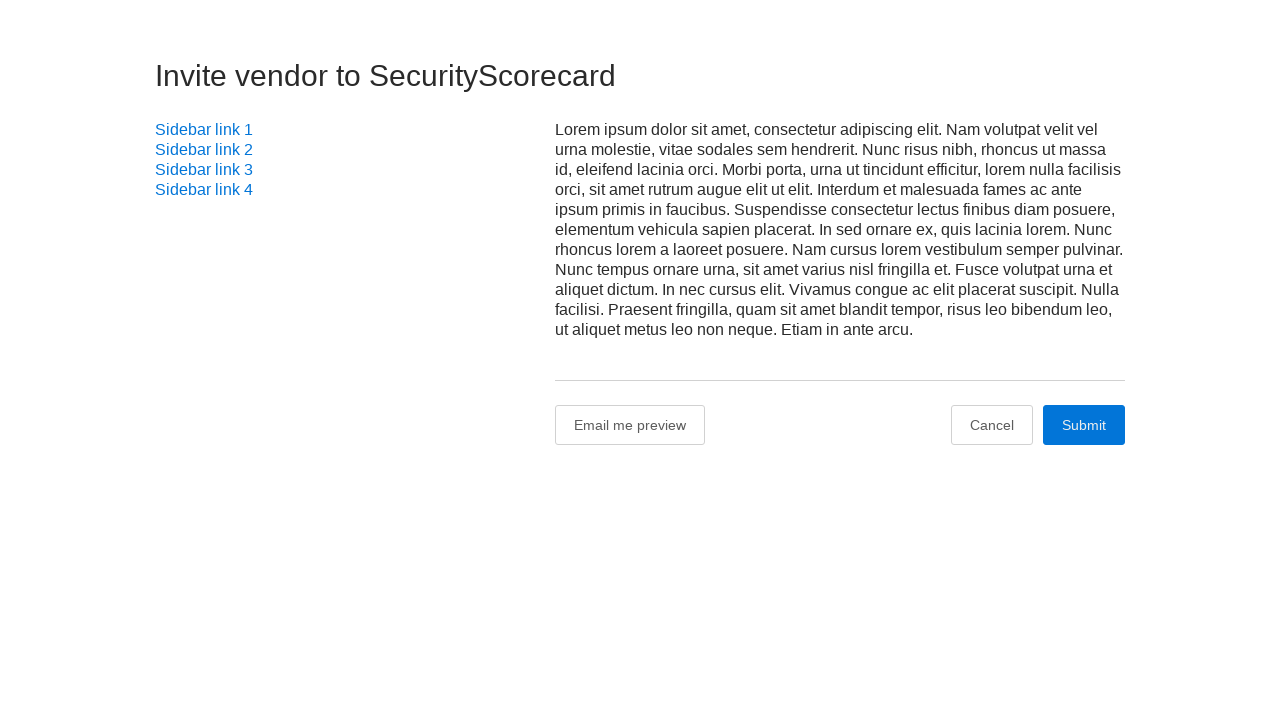 Invite vendor to SecurityScorecard
Sidebar link 1
Sidebar link 2
Sidebar link 3
Sidebar link 4
Lorem ipsum dolor sit amet, consectetur adipiscing elit. Nam volutpat velit vel
urna molestie, vitae sodales sem hendrerit. Nunc risus nibh, rhoncus ut massa
id, eleifend lacinia orci. Morbi porta, urna ut tincidunt efficitur, lorem nulla facilisis
orci, sit amet rutrum augue elit ut elit. Interdum et malesuada fames ac ante
ipsum primis in faucibus. Suspendisse consectetur lectus finibus diam posuere,
elementum vehicula sapien placerat. In sed ornare ex, quis lacinia lorem. Nunc
rhoncus lorem a laoreet posuere. Nam cursus lorem vestibulum semper pulvinar.
Nunc tempus ornare urna, sit amet varius nisl fringilla et. Fusce volutpat urna et
aliquet dictum. In nec cursus elit. Vivamus congue ac elit placerat suscipit. Nulla
facilisi. Praesent fringilla, quam sit amet blandit tempor, risus leo bibendum leo,
ut aliquet metus leo non neque. Etiam in ante arcu.
Email me preview
Cancel
Submit